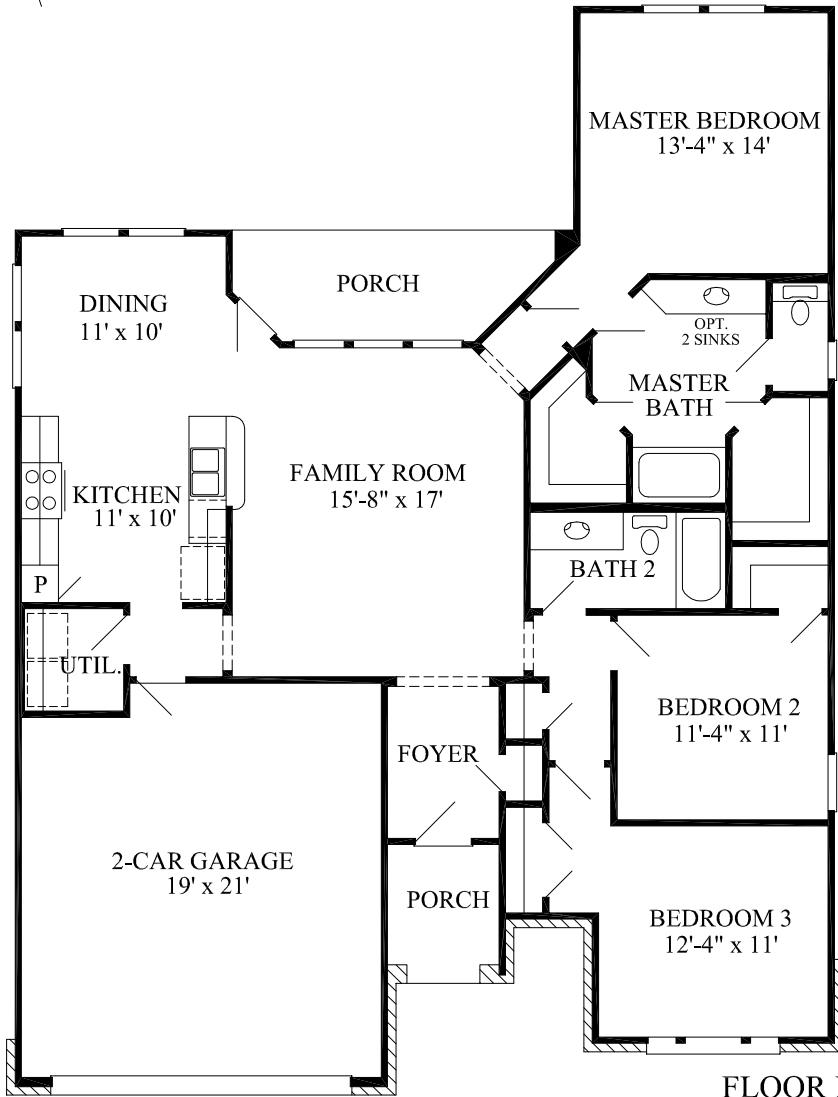 MASTER BEDROOM
13'-4" x 14'
PORCH
DINING
11' x 10'
OPT.
2 SINKS
MASTER
BATH
FAMILY ROOM
15'-8" x 17'
KITCHEN
11' x 10'
BATH 2
P
UTIL.
BEDROOM 2
11'-4" x 11'
FOYER
2-CAR GARAGE
19' x 21'
PORCH
BEDROOM 3
12'-4" x 11'
FLOOR